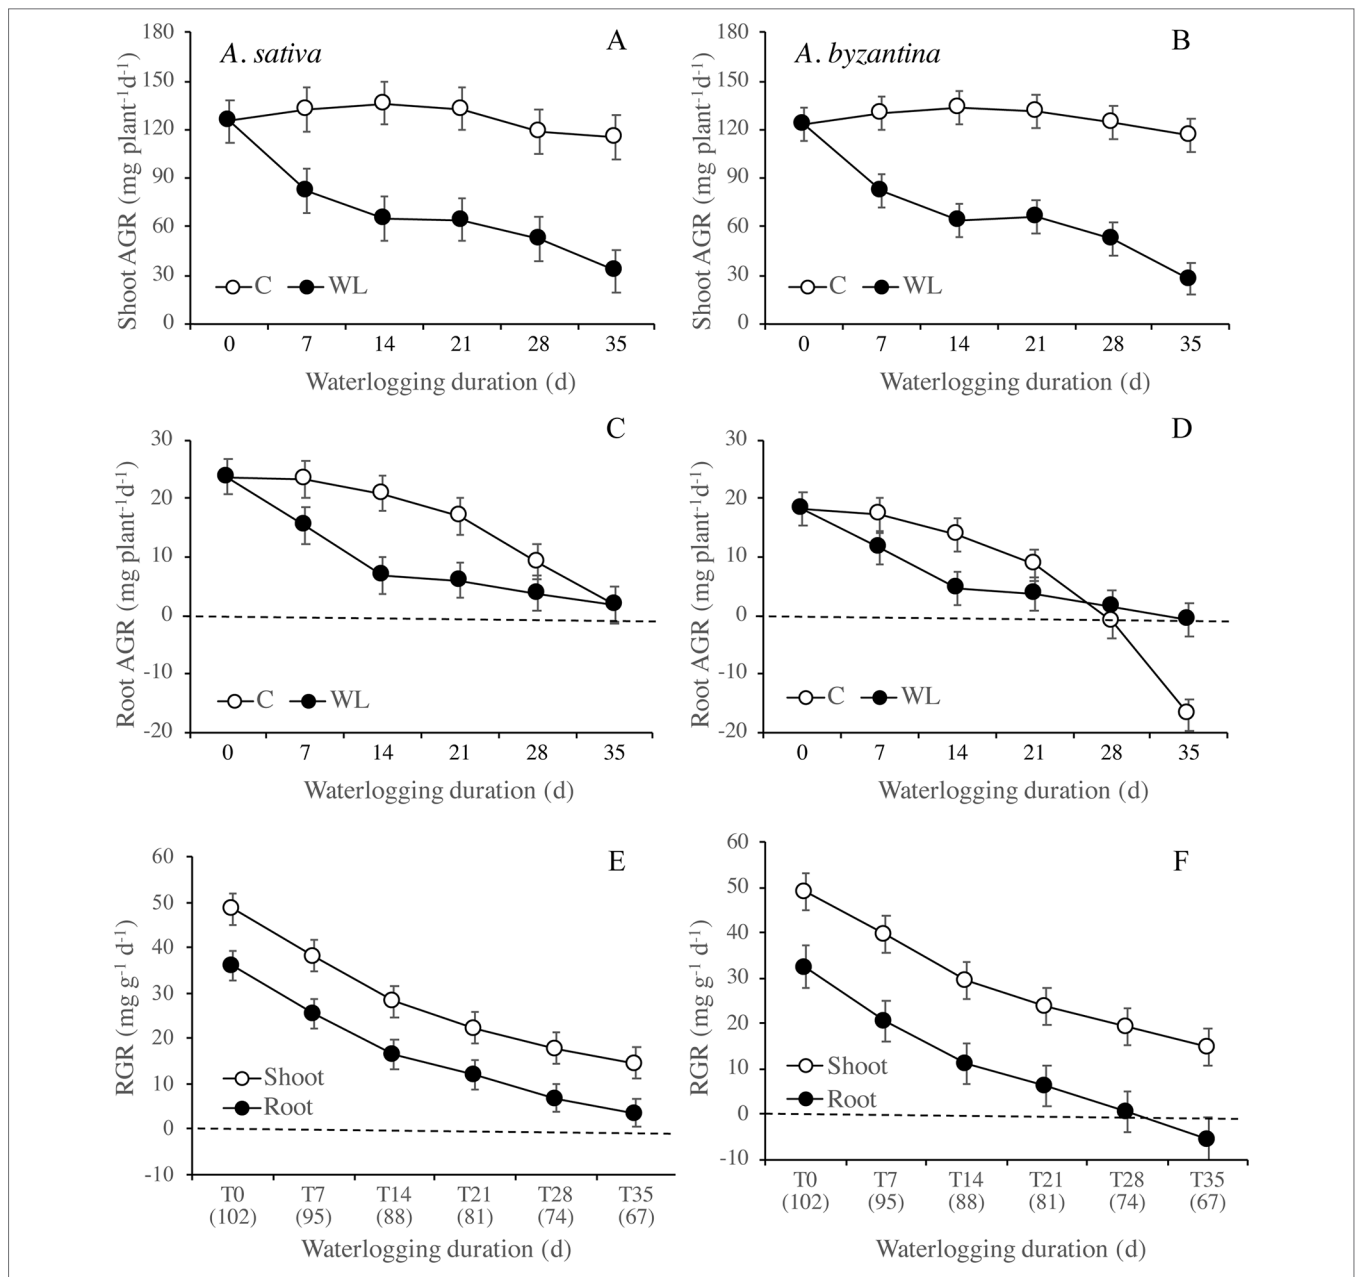 A. sativa
A
180
150
120
90
60
30
0
Shoot AGR (mg plant⁻¹d⁻¹)
C WL
0 7 14 21 28 35
Waterlogging duration (d)
A. byzantina
B
180
150
120
90
60
30
0
Shoot AGR (mg plant⁻¹d⁻¹)
C WL
0 7 14 21 28 35
Waterlogging duration (d)
C
30
20
10
0
-10
-20
Root AGR (mg plant⁻¹d⁻¹)
C WL
0 7 14 21 28 35
Waterlogging duration (d)
D
30
20
10
0
-10
-20
Root AGR (mg plant⁻¹d⁻¹)
C WL
0 7 14 21 28 35
Waterlogging duration (d)
E
60
50
40
30
20
10
0
-10
RGR (mg g⁻¹ d⁻¹)
Shoot
Root
T0 T7 T14 T21 T28 T35
(102) (95) (88) (81) (74) (67)
Waterlogging duration (d)
F
60
50
40
30
20
10
0
-10
RGR (mg g⁻¹ d⁻¹)
Shoot
Root
T0 T7 T14 T21 T28 T35
(102) (95) (88) (81) (74) (67)
Waterlogging duration (d)